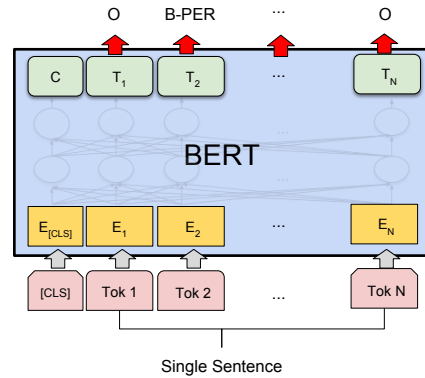 O B-PER ... O
C T1 T2 ... TN
...
BERT
...
E[CLS] E1 E2 ... EN
[CLS] Tok 1 Tok 2 ... Tok N
Single Sentence